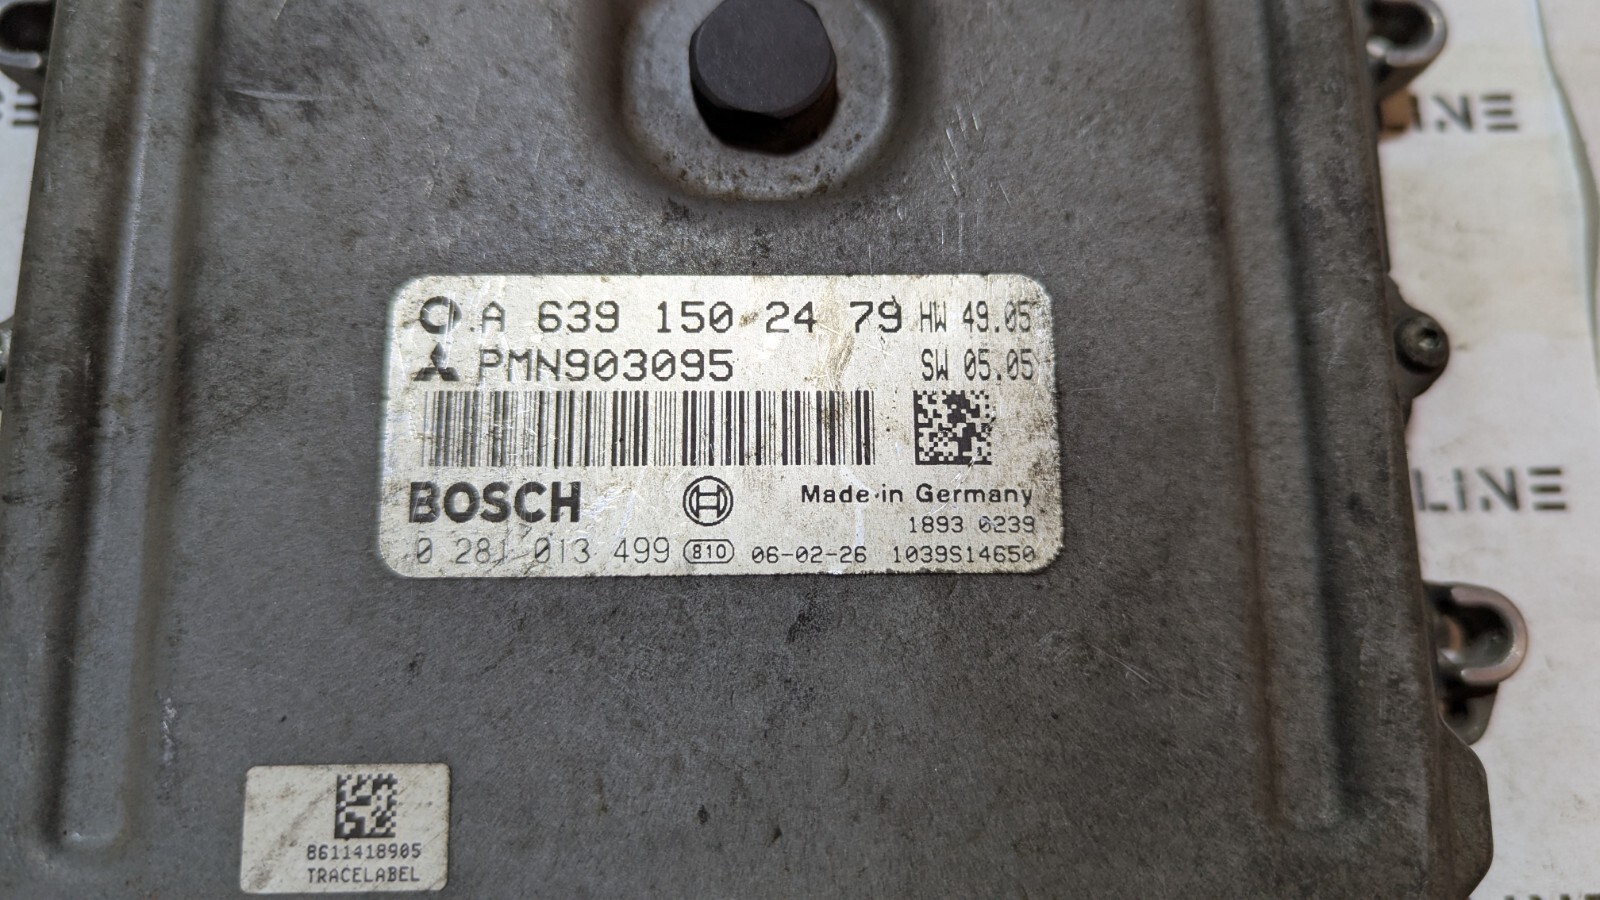 LINE
A 639 150 24 79 HW 49.05
PMN903095 SW 05.05
BOSCH
Made in Germany
1893 0239
0 281 013 499 810 06-02-26 1039S14650
LINE
8611418905
TRACELABEL